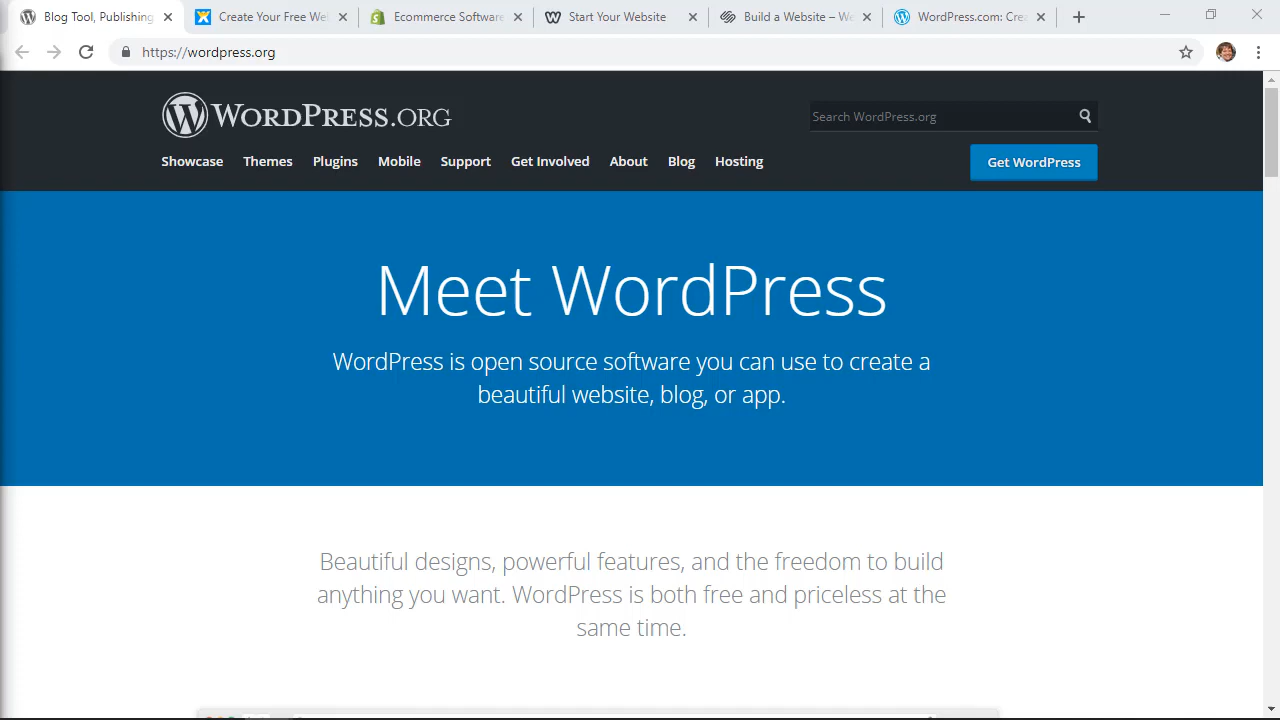 Blog Tool, Publishing
Create Your Free We
Ecommerce Software
Start Your Website
Build a Website – We
WordPress.com: Cre
https://wordpress.org
WORDPRESS.ORG
Search WordPress.org
Showcase Themes Plugins Mobile Support Get Involved About Blog Hosting
Get WordPress
Meet WordPress
WordPress is open source software you can use to create a
beautiful website, blog, or app.
Beautiful designs, powerful features, and the freedom to build
anything you want. WordPress is both free and priceless at the
same time.